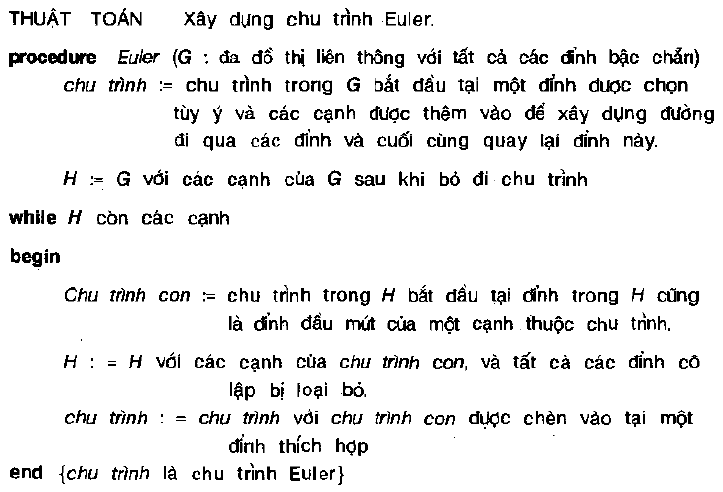 THUẬT TOÁN Xây dựng chu trình Euler.
procedure Euler (G : đa đồ thị liên thông với tất cả các đỉnh bậc chẵn)
chu trình := chu trình trong G bắt đầu tại một đỉnh được chọn
tùy ý và các cạnh được thêm vào để xây dựng đường
đi qua các đỉnh và cuối cùng quay lại đỉnh này.
H := G với các cạnh của G sau khi bỏ đi chu trình
while H còn các cạnh
begin
Chu trình con := chu trình trong H bắt đầu tại đỉnh trong H cũng
là đỉnh đầu mút của một cạnh thuộc chu trình.
H : = H với các cạnh của chu trình con, và tất cả các đỉnh cô
lập bị loại bỏ.
chu trình : = chu trình với chu trình con được chèn vào tại một
đỉnh thích hợp
end {chu trình là chu trình Euler}